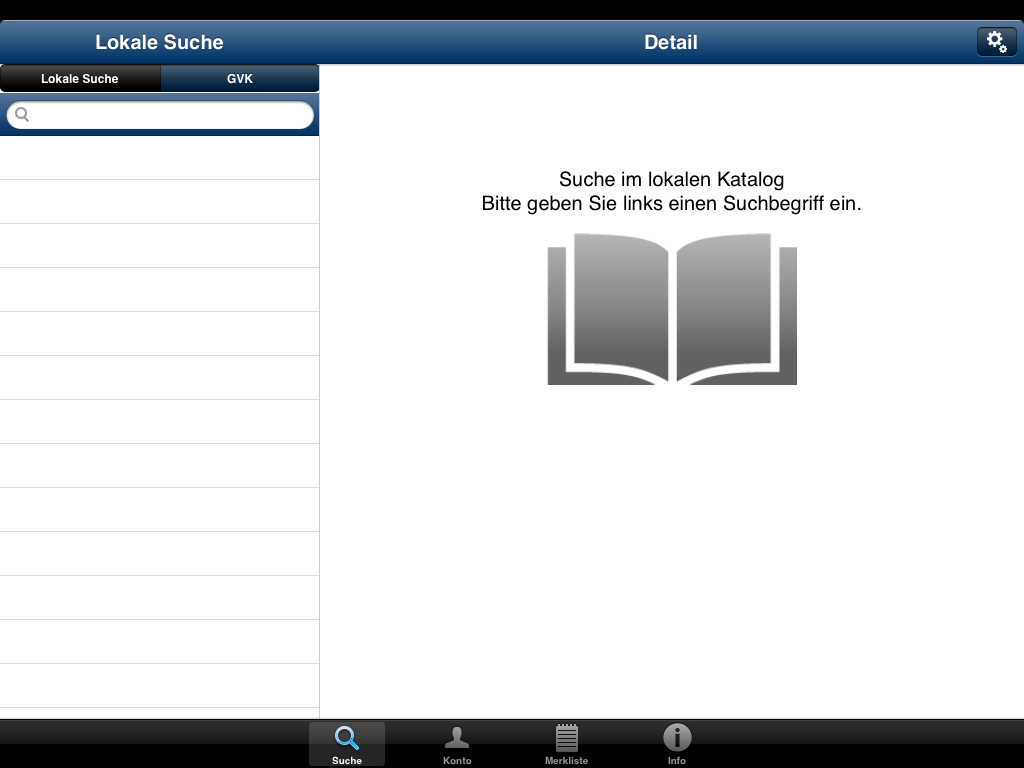 Lokale Suche
Detail
Lokale Suche
GVK
Suche im lokalen Katalog
Bitte geben Sie links einen Suchbegriff ein.
Suche
Konto
Merkliste
Info